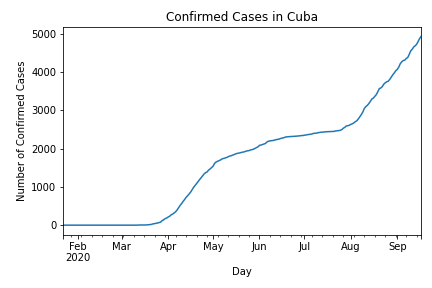 Confirmed Cases in Cuba
Number of Confirmed Cases
5000
4000
3000
2000
1000
0
Feb Mar Apr May Jun Jul Aug Sep
2020
Day